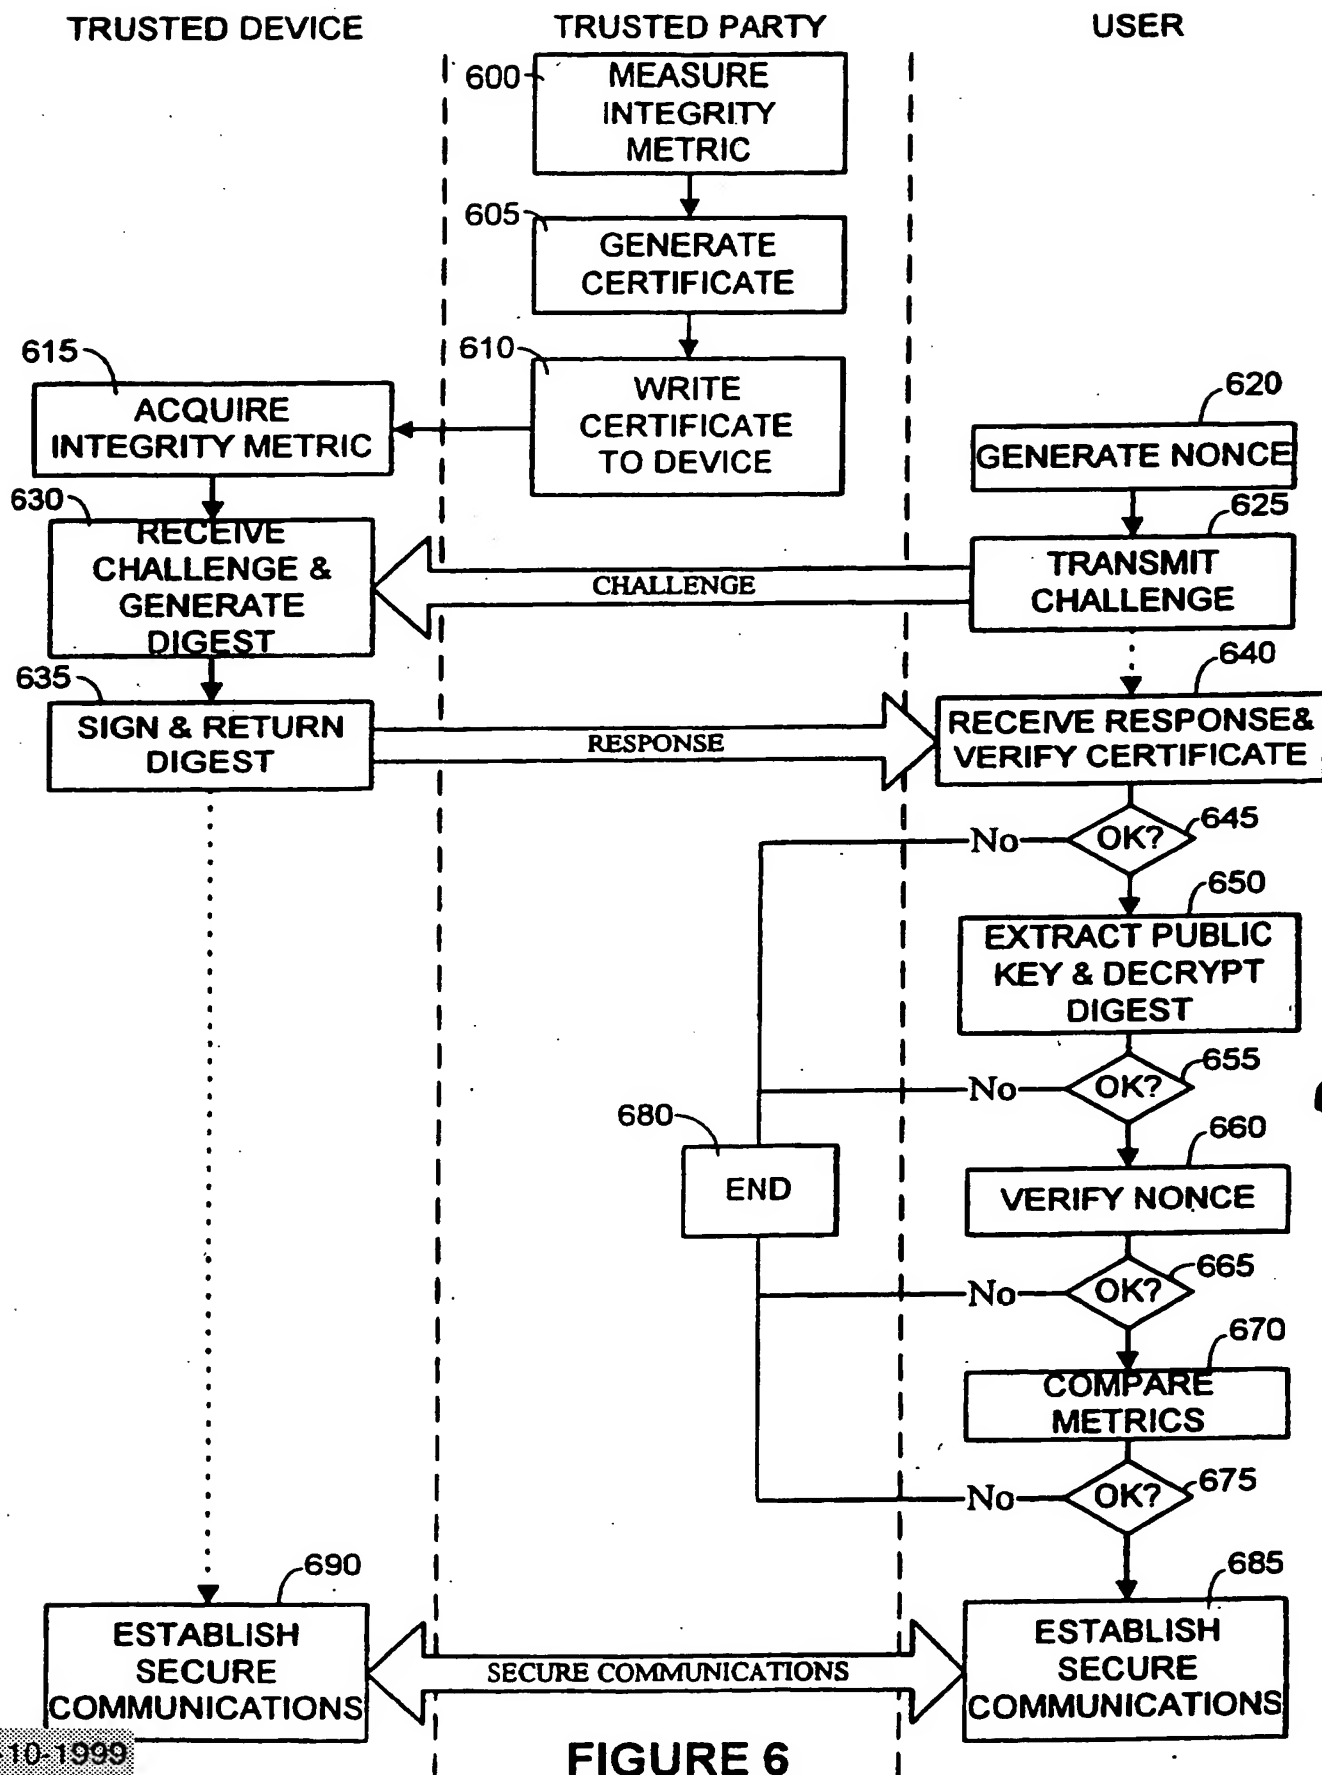 TRUSTED DEVICE
TRUSTED PARTY
USER
600
MEASURE
INTEGRITY
METRIC
605
GENERATE
CERTIFICATE
610
WRITE
CERTIFICATE
TO DEVICE
615
ACQUIRE
INTEGRITY METRIC
620
GENERATE NONCE
625
TRANSMIT
CHALLENGE
CHALLENGE
630
RECEIVE
CHALLENGE &
GENERATE
DIGEST
635
SIGN & RETURN
DIGEST
RESPONSE
640
RECEIVE RESPONSE&
VERIFY CERTIFICATE
645
OK?
No
650
EXTRACT PUBLIC
KEY & DECRYPT
DIGEST
655
OK?
No
660
VERIFY NONCE
665
OK?
No
670
COMPARE
METRICS
675
OK?
No
680
END
685
ESTABLISH
SECURE
COMMUNICATIONS
SECURE COMMUNICATIONS
690
ESTABLISH
SECURE
COMMUNICATIONS
-10-1999
FIGURE 6